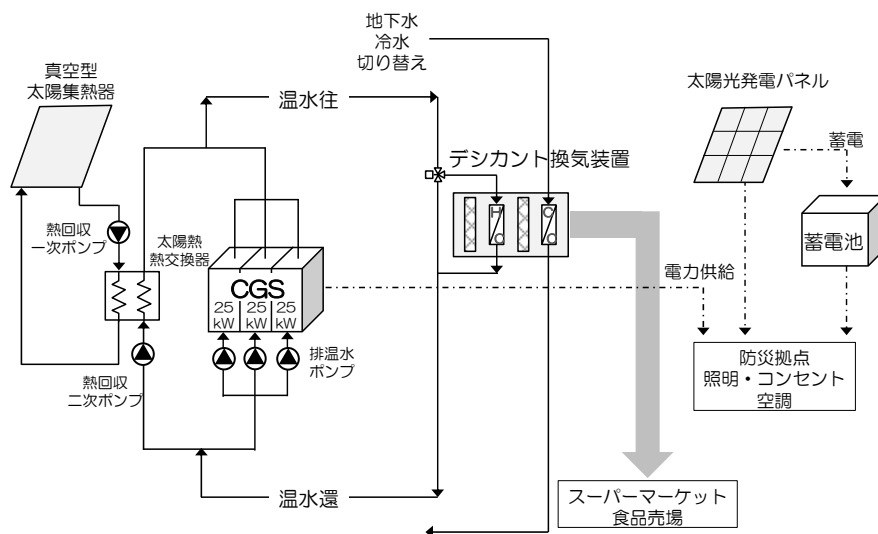 地下水
冷水
切り替え
真空型
太陽集熱器
温水往
太陽光発電パネル
蓄電
デシカント換気装置
熱回収
一次ポンプ
太陽熱
熱交換器
H
C
C
C
蓄電池
CGS
電力供給
25
kW
25
kW
25
kW
排温水
ポンプ
熱回収
二次ポンプ
防災拠点
照明・コンセント
空調
温水還
スーパーマーケット
食品売場